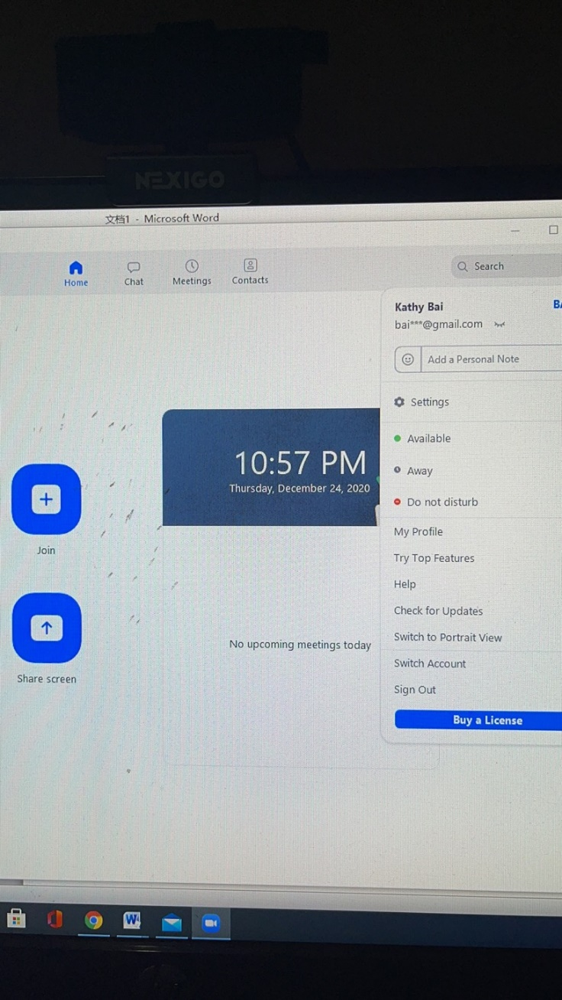 NEXIGO
文档1 - Microsoft Word
Home
Chat
Meetings
Contacts
Search
Kathy Bai
BA
bai***@gmail.com
Add a Personal Note
Settings
10:57 PM
Thursday, December 24, 2020
Available
Away
Do not disturb
My Profile
Join
Try Top Features
Help
Check for Updates
Switch to Portrait View
No upcoming meetings today
Switch Account
Share screen
Sign Out
Buy a License
W